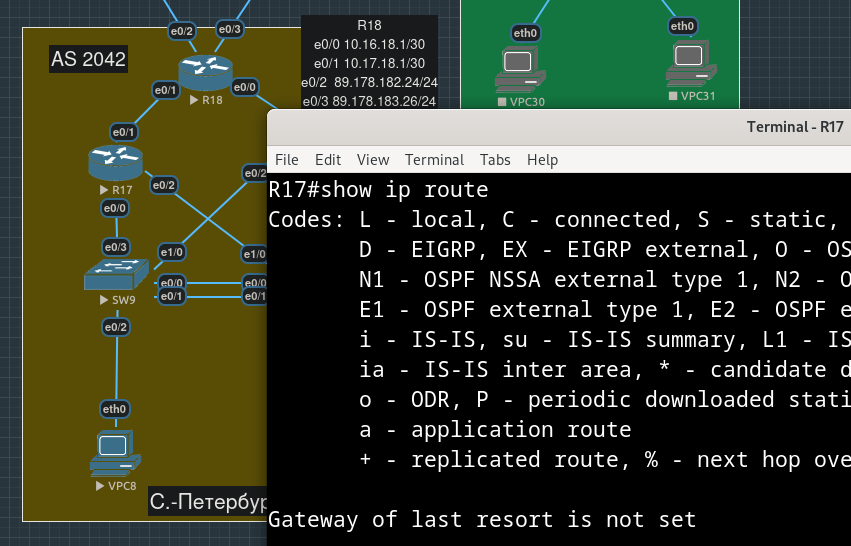 e0/2
e0/3
R18
e0/0 10.16.18.1/30
e0/1 10.17.18.1/30
e0/2 89.178.182.24/24
e0/3 89.178.183.26/24
AS 2042
R18
e0/1
e0/0
e0/1
R17
e0/2
e0/0
e0/2
e0/3
e1/0
e1/0
SW9
e0/0
e0/0
e0/1
e0/1
e0/2
eth0
VPC8
С.-Петербур
eth0
eth0
VPC30
VPC31
Terminal - R17
File Edit View Terminal Tabs Help
R17#show ip route
Codes: L - local, C - connected, S - static,
D - EIGRP, EX - EIGRP external, O - OS
N1 - OSPF NSSA external type 1, N2 - O
E1 - OSPF external type 1, E2 - OSPF e
i - IS-IS, su - IS-IS summary, L1 - IS
ia - IS-IS inter area, * - candidate d
o - ODR, P - periodic downloaded stati
a - application route
+ - replicated route, % - next hop ove
Gateway of last resort is not set